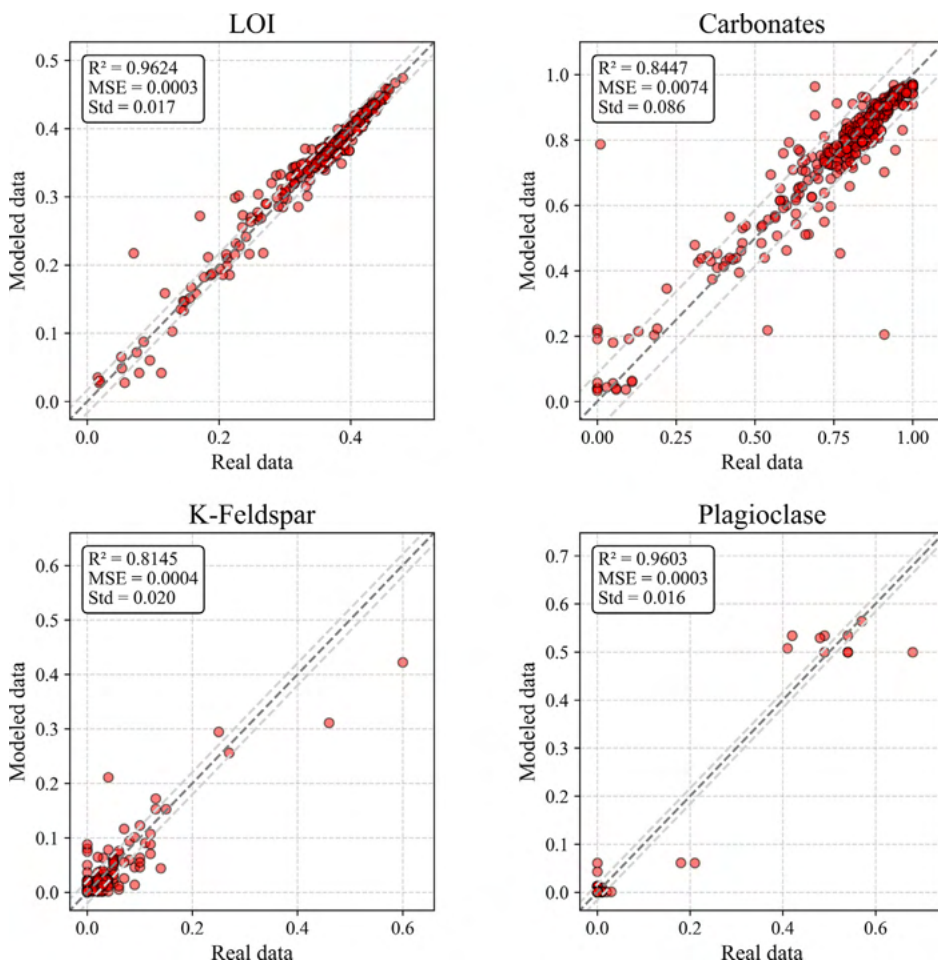 LOI
R² = 0.9624
MSE = 0.0003
Std = 0.017
0.5
0.4
0.3
0.2
0.1
0.0
Modeled data
0.0
0.2
0.4
Real data
Carbonates
R² = 0.8447
MSE = 0.0074
Std = 0.086
1.0
0.8
0.6
0.4
0.2
0.0
Modeled data
0.00
0.25
0.50
0.75
1.00
Real data
K-Feldspar
R² = 0.8145
MSE = 0.0004
Std = 0.020
0.6
0.5
0.4
0.3
0.2
0.1
0.0
Modeled data
0.0
0.2
0.4
0.6
Real data
Plagioclase
R² = 0.9603
MSE = 0.0003
Std = 0.016
0.7
0.6
0.5
0.4
0.3
0.2
0.1
0.0
Modeled data
0.0
0.2
0.4
0.6
Real data